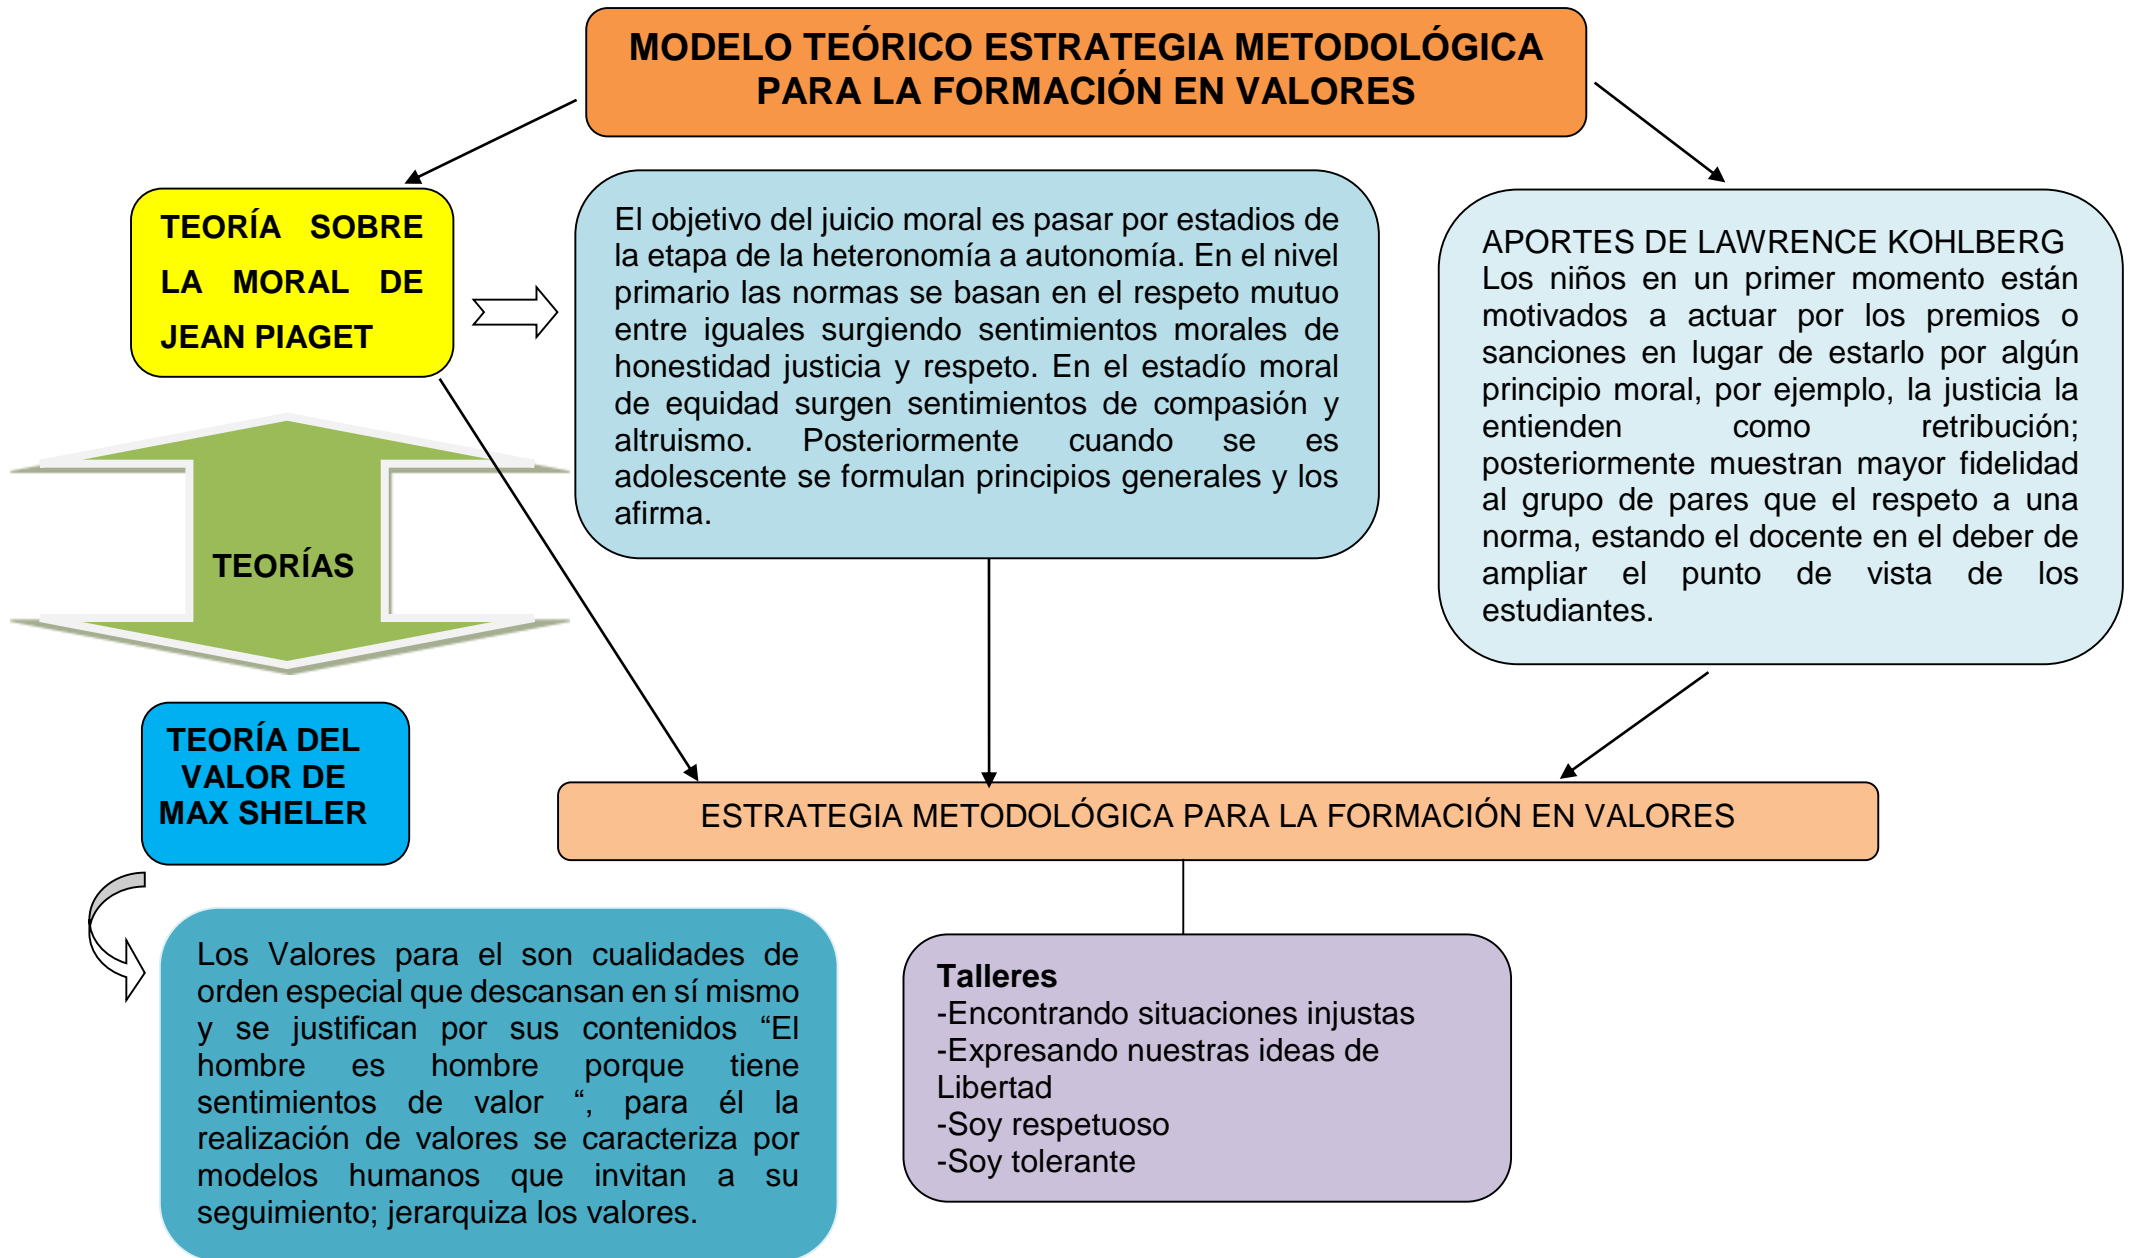 MODELO TEÓRICO ESTRATEGIA METODOLÓGICA
PARA LA FORMACIÓN EN VALORES
TEORÍA SOBRE
LA MORAL DE
JEAN PIAGET
El objetivo del juicio moral es pasar por estadios de
la etapa de la heteronomía a autonomía. En el nivel
primario las normas se basan en el respeto mutuo
entre iguales surgiendo sentimientos morales de
honestidad justicia y respeto. En el estadío moral
de equidad surgen sentimientos de compasión y
altruismo. Posteriormente cuando se es
adolescente se formulan principios generales y los
afirma.
APORTES DE LAWRENCE KOHLBERG
Los niños en un primer momento están
motivados a actuar por los premios o
sanciones en lugar de estarlo por algún
principio moral, por ejemplo, la justicia la
entienden como retribución;
posteriormente muestran mayor fidelidad
al grupo de pares que el respeto a una
norma, estando el docente en el deber de
ampliar el punto de vista de los
estudiantes.
TEORÍAS
TEORÍA DEL
VALOR DE
MAX SHELER
ESTRATEGIA METODOLÓGICA PARA LA FORMACIÓN EN VALORES
Los Valores para el son cualidades de
orden especial que descansan en sí mismo
y se justifican por sus contenidos “El
hombre es hombre porque tiene
sentimientos de valor “, para él la
realización de valores se caracteriza por
modelos humanos que invitan a su
seguimiento; jerarquiza los valores.
Talleres
-Encontrando situaciones injustas
-Expresando nuestras ideas de
Libertad
-Soy respetuoso
-Soy tolerante